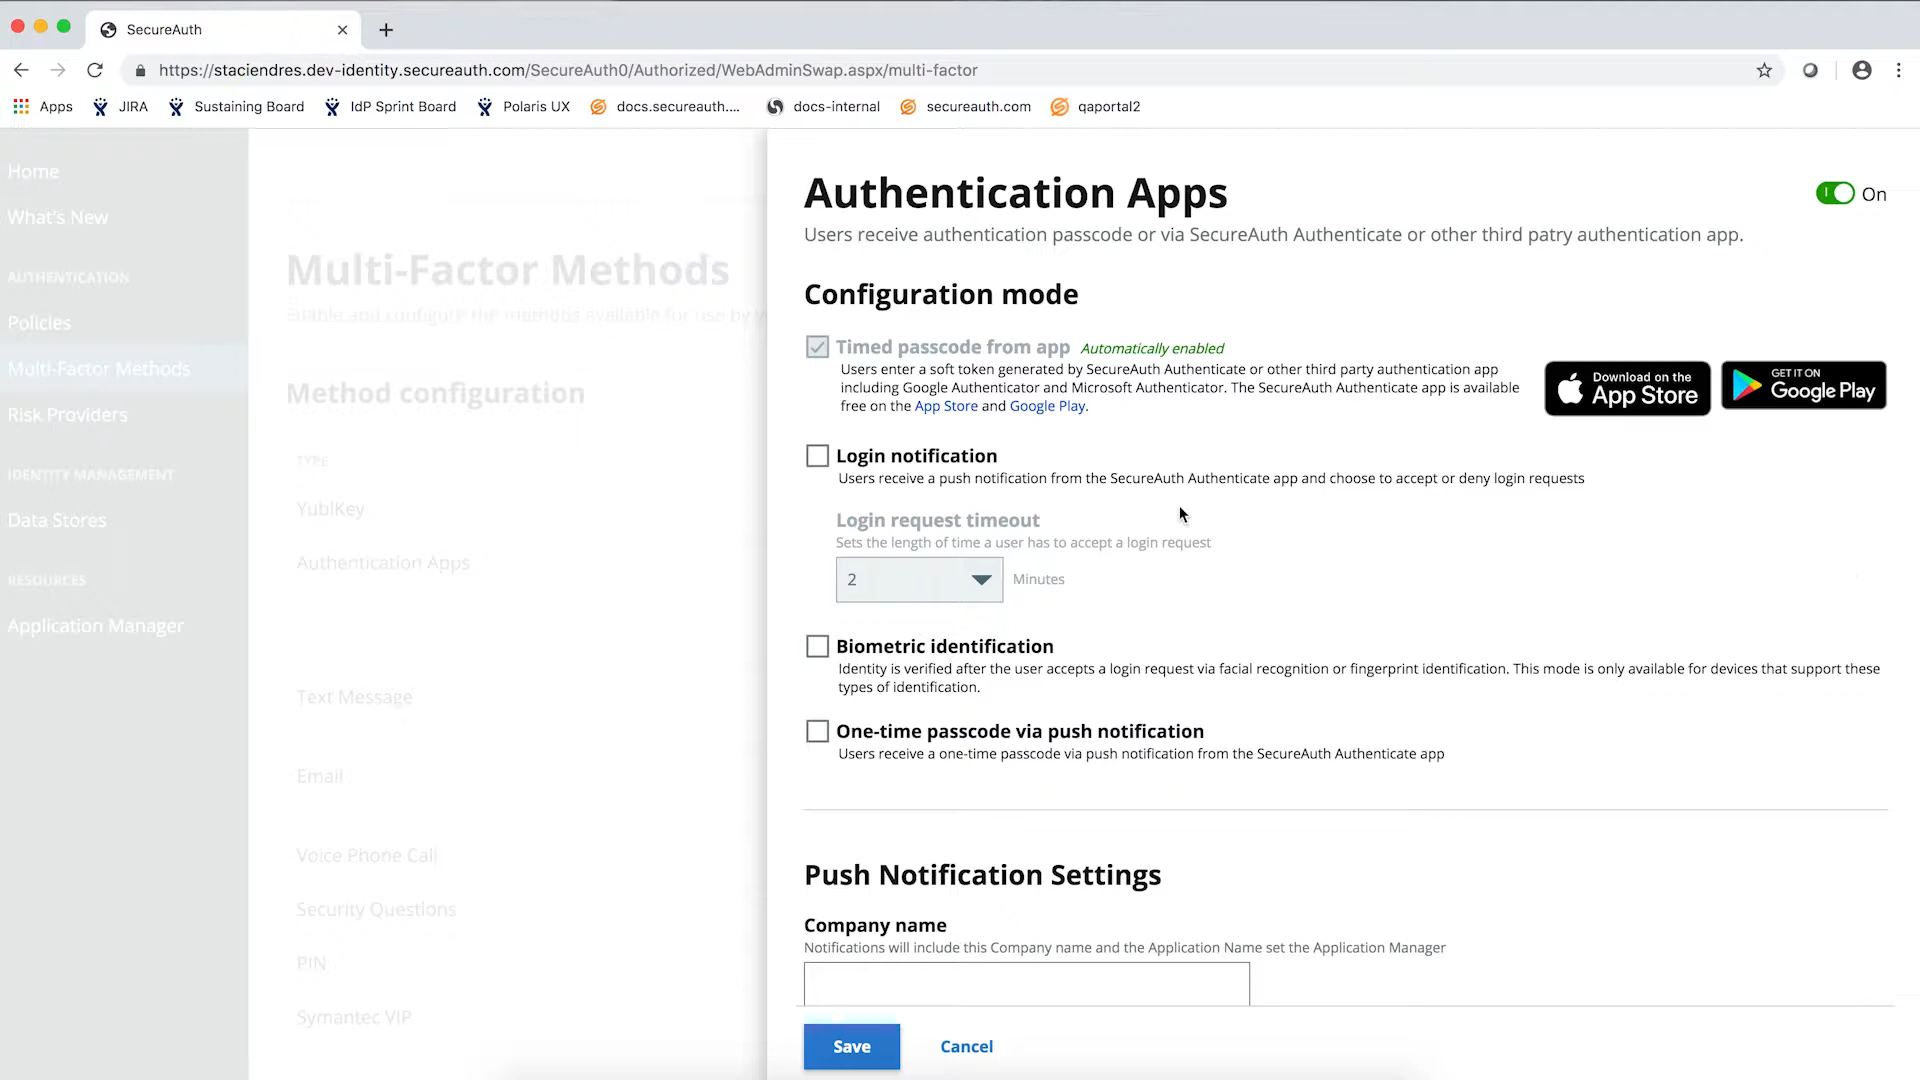 SecureAuth
https://staciendres.dev-identity.secureauth.com/SecureAuth0/Authorized/WebAdminSwap.aspx/multi-factor
Apps JIRA Sustaining Board IdP Sprint Board Polaris UX docs.secureauth.... docs-internal secureauth.com qaportal2
Home
What's New
AUTHENTICATION
Policies
Multi-Factor Methods
Risk Providers
IDENTITY MANAGEMENT
Data Stores
RESOURCES
Application Manager
Multi-Factor Methods
Enable and configure the methods available for use by
Method configuration
TYPE
YubIKey
Authentication Apps
Text Message
Email
Voice Phone Call
Security Questions
PIN
Symantec VIP
Authentication Apps
On
Users receive authentication passcode or via SecureAuth Authenticate or other third patry authentication app.
Configuration mode
Timed passcode from app Automatically enabled
Users enter a soft token generated by SecureAuth Authenticate or other third party authentication app
including Google Authenticator and Microsoft Authenticator. The SecureAuth Authenticate app is available
free on the App Store and Google Play.
Download on the
App Store
GET IT ON
Google Play
Login notification
Users receive a push notification from the SecureAuth Authenticate app and choose to accept or deny login requests
Login request timeout
Sets the length of time a user has to accept a login request
2 Minutes
Biometric identification
Identity is verified after the user accepts a login request via facial recognition or fingerprint identification. This mode is only available for devices that support these
types of identification.
One-time passcode via push notification
Users receive a one-time passcode via push notification from the SecureAuth Authenticate app
Push Notification Settings
Company name
Notifications will include this Company name and the Application Name set the Application Manager
Save Cancel